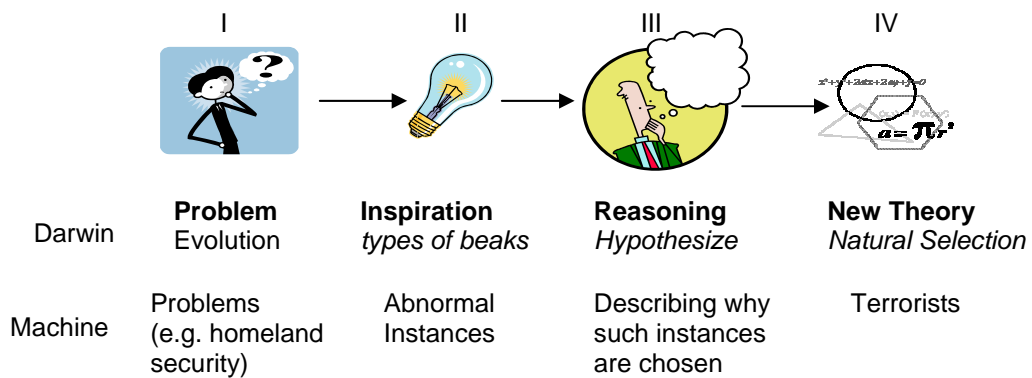 I II III IV
?
a = πr²
Problem Inspiration Reasoning New Theory
Darwin Evolution types of beaks Hypothesize Natural Selection
Machine
Problems
(e.g. homeland
security)
Abnormal
Instances
Describing why
such instances
are chosen
Terrorists